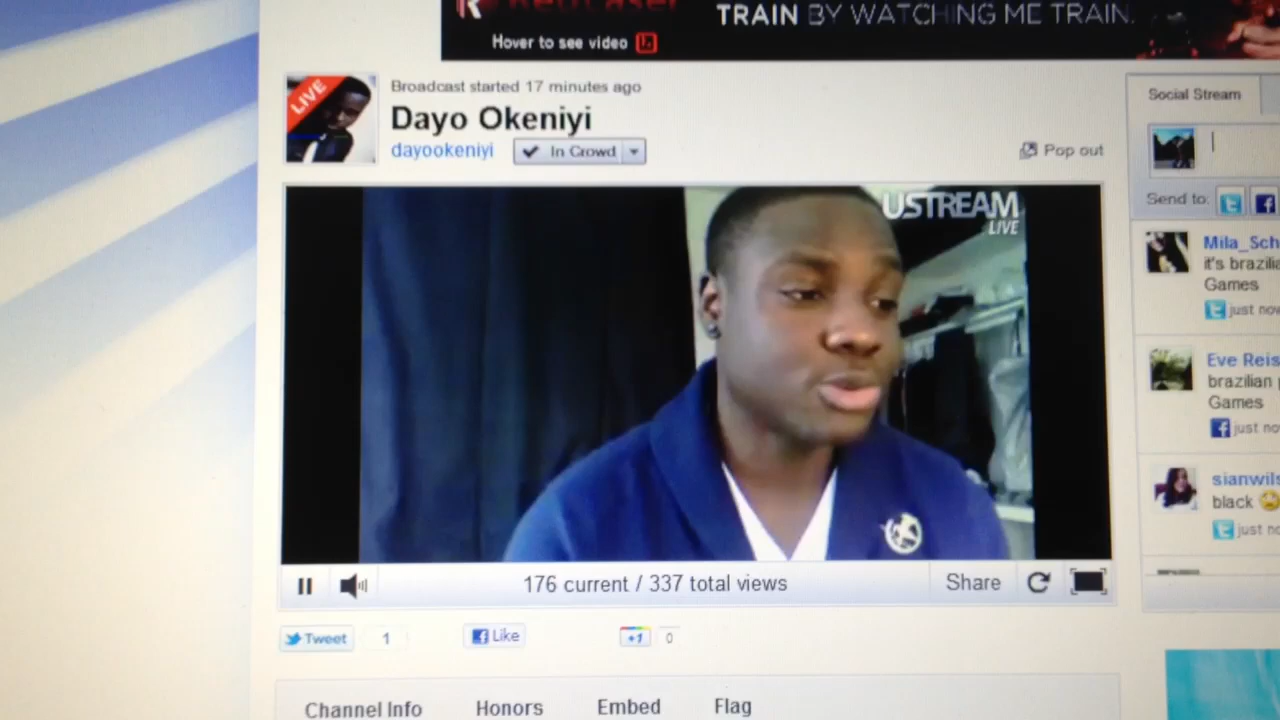 TRAIN BY WATCHING ME TRAIN.
Hover to see video
LIVE
Broadcast started 17 minutes ago
Dayo Okeniyi
dayookeniyi
In Crowd
Pop out
USTREAM
LIVE
176 current / 337 total views
Share
Tweet
1
Like
+1
0
Channel Info
Honors
Embed
Flag
Social Stream
Send to:
Mila_Sch
it's brazilia
Games
just now
Eve Reis
brazilian p
Games
just no
sianwils
black
just no